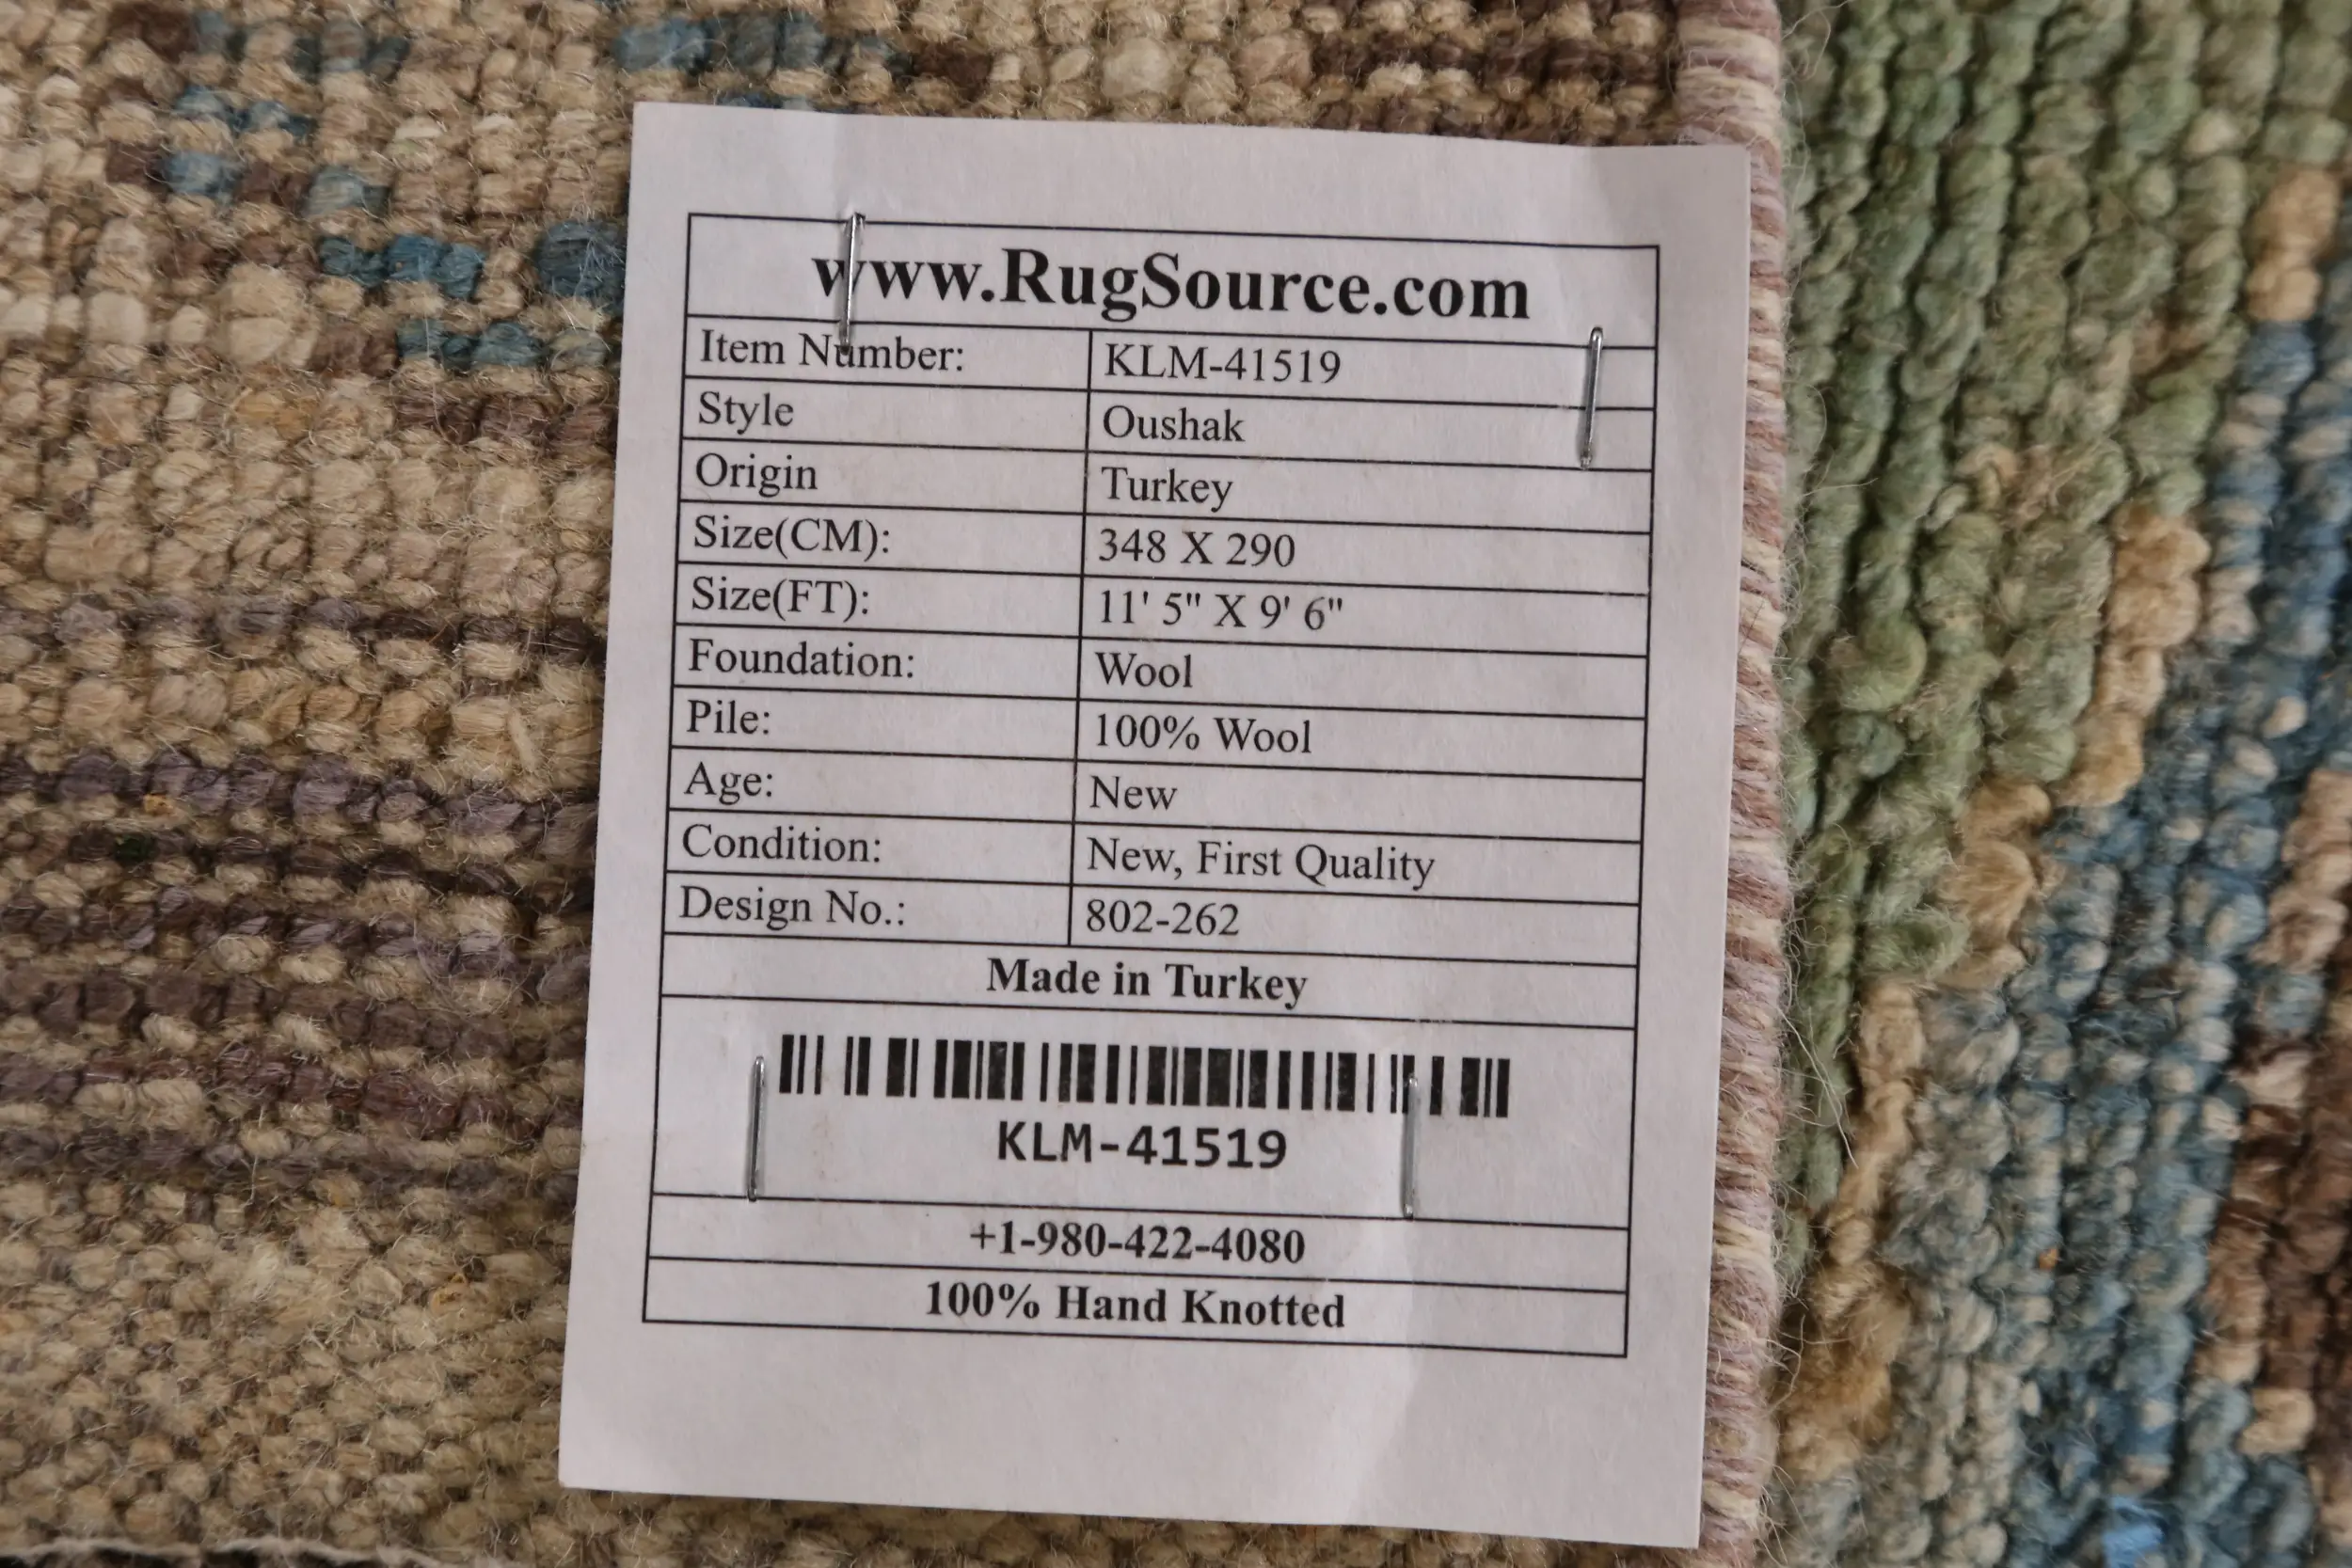 www.RugSource.com
Item Number: KLM-41519
Style Oushak
Origin Turkey
Size(CM): 348 X 290
Size(FT): 11' 5" X 9' 6"
Foundation: Wool
Pile: 100% Wool
Age: New
Condition: New, First Quality
Design No.: 802-262
Made in Turkey
KLM-41519
+1-980-422-4080
100% Hand Knotted